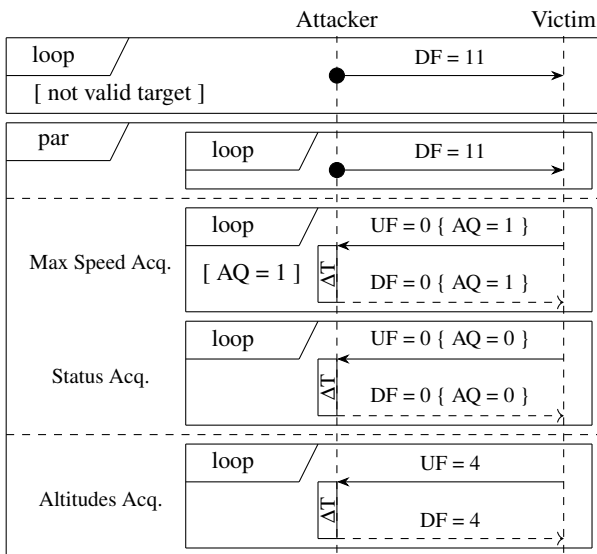 Attacker Victim
loop
DF = 11
[ not valid target ]
par
loop
DF = 11
loop
UF = 0 { AQ = 1 }
Max Speed Acq.
[ AQ = 1 ]
ΔT
DF = 0 { AQ = 1 }
loop
UF = 0 { AQ = 0 }
Status Acq.
ΔT
DF = 0 { AQ = 0 }
loop
UF = 4
Altitudes Acq.
ΔT
DF = 4